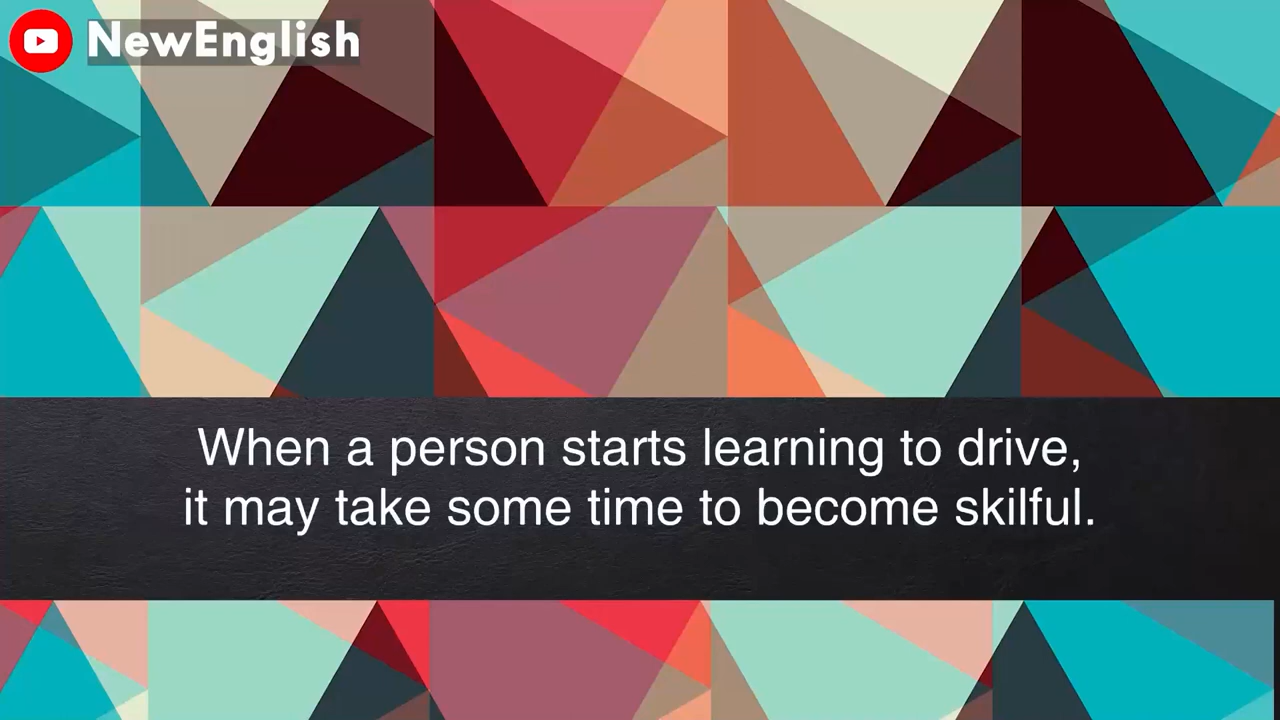 NewEnglish
When a person starts learning to drive,
it may take some time to become skilful.